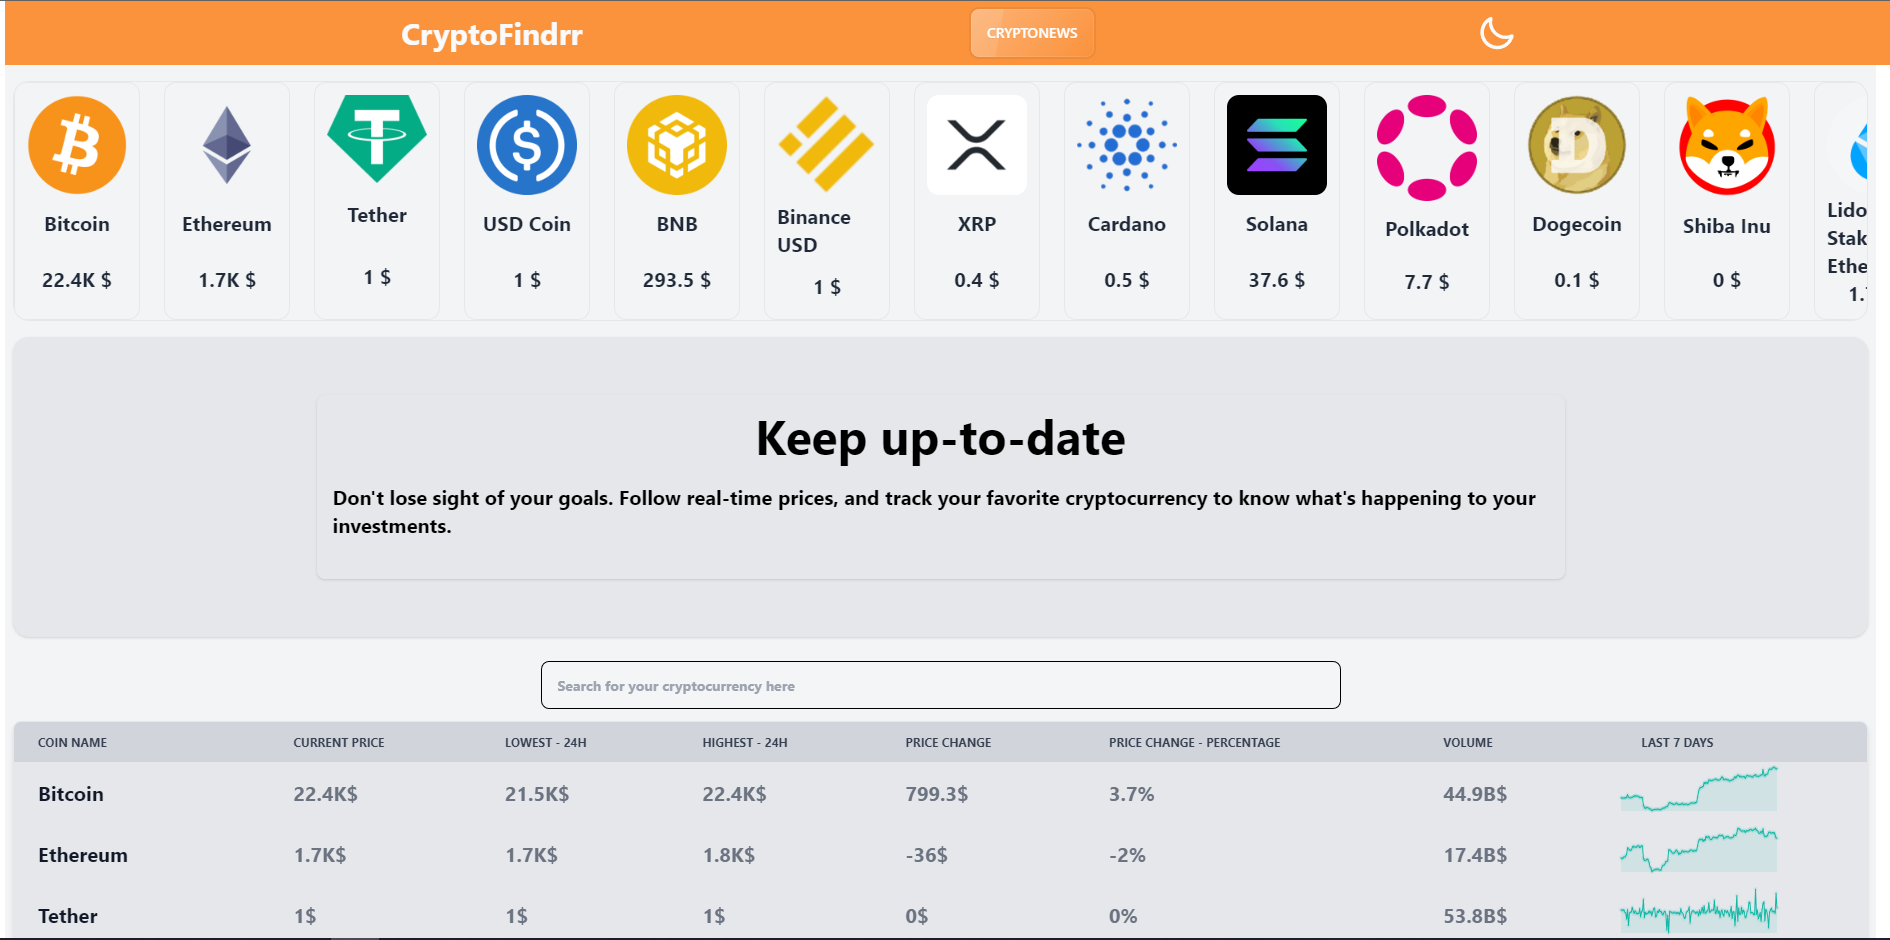 CryptoFindrr
CRYPTONEWS
Bitcoin
22.4K $
Ethereum
1.7K $
Tether
1 $
USD Coin
1 $
BNB
293.5 $
Binance
USD
1 $
XRP
0.4 $
Cardano
0.5 $
Solana
37.6 $
Polkadot
7.7 $
Dogecoin
0.1 $
Shiba Inu
0 $
Lido
Stak
Ethe
1.
Keep up-to-date
Don't lose sight of your goals. Follow real-time prices, and track your favorite cryptocurrency to know what's happening to your
investments.
Search for your cryptocurrency here
COIN NAME CURRENT PRICE LOWEST - 24H HIGHEST - 24H PRICE CHANGE PRICE CHANGE - PERCENTAGE VOLUME LAST 7 DAYS
Bitcoin 22.4K$ 21.5K$ 22.4K$ 799.3$ 3.7% 44.9B$
Ethereum 1.7K$ 1.7K$ 1.8K$ -36$ -2% 17.4B$
Tether 1$ 1$ 1$ 0$ 0% 53.8B$